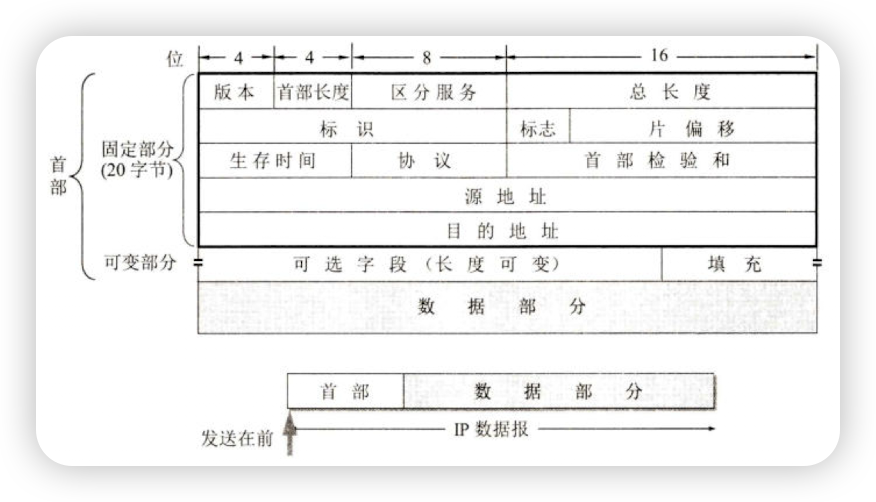 位 4 4 8 16
版本 首部长度 区分服务 总长度
标识 标志 片偏移
首部 固定部分 (20 字节) 生存时间 协议 首部检验和
源地址
目的地址
可变部分 可选字段（长度可变） 填充
数据部分
首部 数据部分
发送在前 IP 数据报